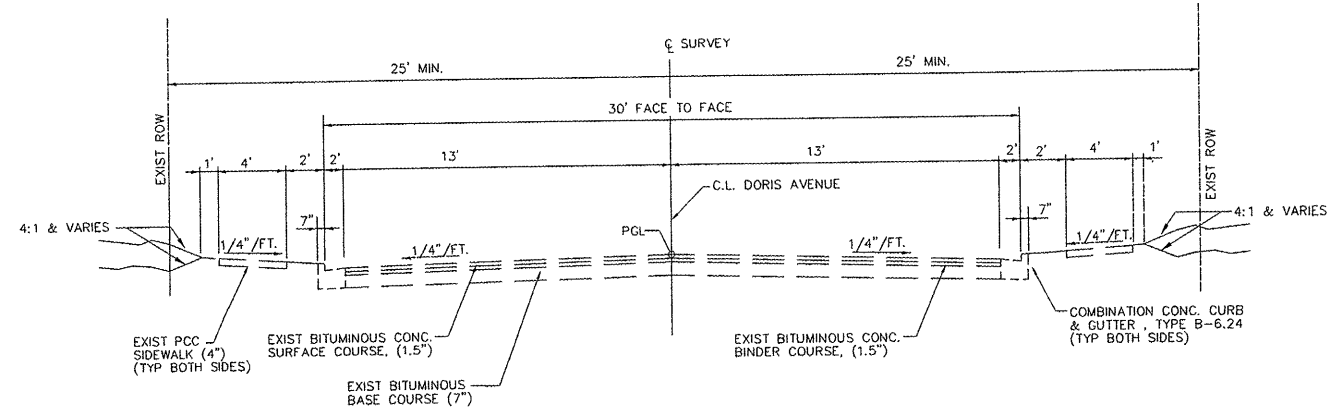 ℄ SURVEY
25' MIN.
25' MIN.
30' FACE TO FACE
EXIST ROW
EXIST ROW
1'
4'
2'
2'
13'
13'
2'
2'
4'
1'
C.L. DORIS AVENUE
7"
7"
4:1 & VARIES
4:1 & VARIES
PGL
1/4"/FT.
1/4"/FT.
1/4"/FT.
1/4"/FT.
EXIST PCC
SIDEWALK (4")
(TYP BOTH SIDES)
EXIST BITUMINOUS CONC.
SURFACE COURSE, (1.5")
EXIST BITUMINOUS
BASE COURSE (7")
EXIST BITUMINOUS CONC.
BINDER COURSE, (1.5")
COMBINATION CONC. CURB
& GUTTER , TYPE B-6.24
(TYP BOTH SIDES)